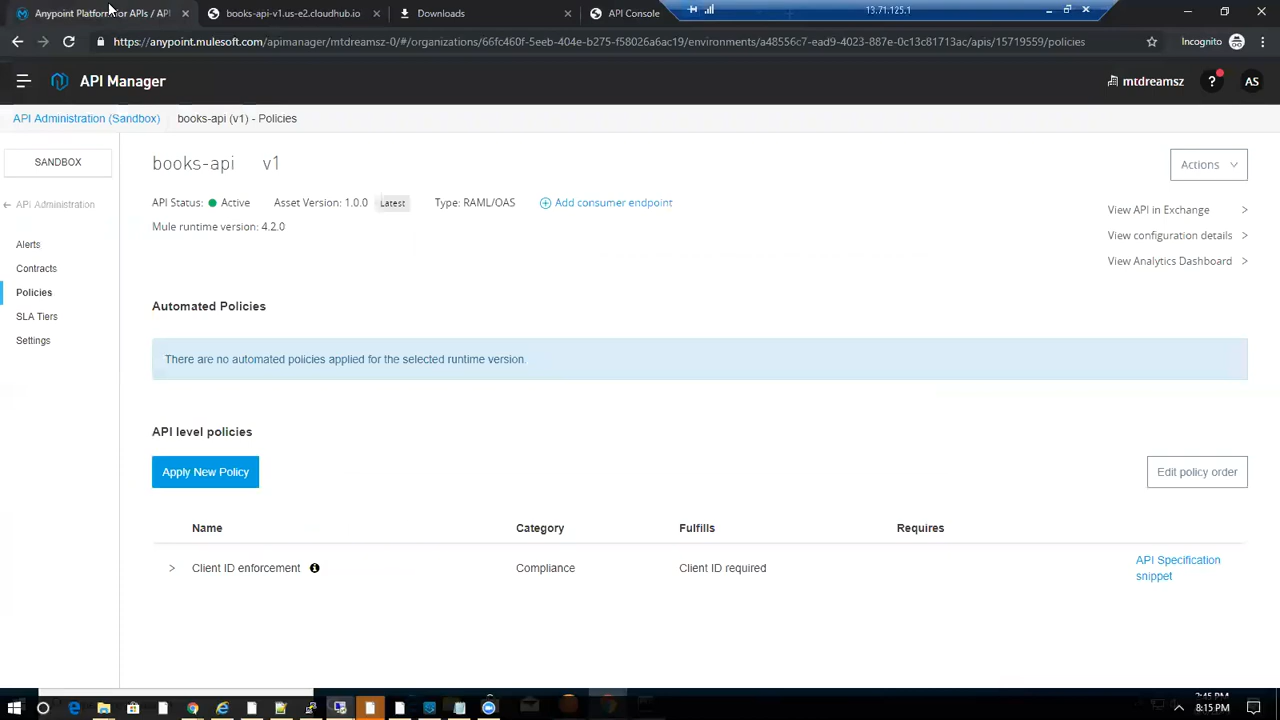 Anypoint Platform APIs / API
books-api-v1.us-e2.cloudhub.io
Downloads
API Console
13.71.125.1
https://anypoint.mulesoft.com/apimanager/mtdreamsz-0/#/organizations/66fc460f-5eeb-404e-b275-f58026a6ac19/environments/a48556c7-ead9-4023-887e-0c13c81713ac/apis/15719559/policies
Incognito
API Manager
mtdreamsz
?
AS
API Administration (Sandbox)
books-api (v1) - Policies
SANDBOX
API Administration
Alerts
Contracts
Policies
SLA Tiers
Settings
books-api v1
Actions
API Status: Active Asset Version: 1.0.0 Latest Type: RAML/OAS Add consumer endpoint
Mule runtime version: 4.2.0
View API in Exchange >
View configuration details >
View Analytics Dashboard >
Automated Policies
There are no automated policies applied for the selected runtime version.
API level policies
Apply New Policy
Edit policy order
Name Category Fulfills Requires
> Client ID enforcement Compliance Client ID required API Specification
snippet
8:15 PM